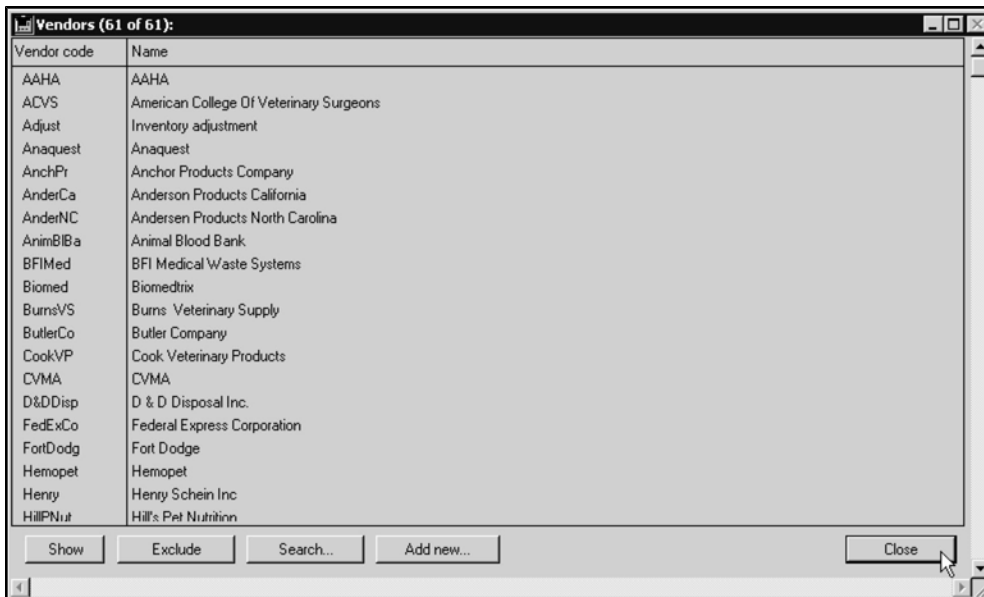 Vendors (61 of 61):
Vendor code Name
AAHA AAHA
ACVS American College Of Veterinary Surgeons
Adjust Inventory adjustment
Anaquest Anaquest
AnchPr Anchor Products Company
AnderCa Anderson Products California
AnderNC Andersen Products North Carolina
AnimBlBa Animal Blood Bank
BFIMed BFI Medical Waste Systems
Biomed Biomedtrix
BurnsVS Burns Veterinary Supply
ButlerCo Butler Company
CookVP Cook Veterinary Products
CVMA CVMA
D&DDisp D & D Disposal Inc.
FedExCo Federal Express Corporation
FortDodg Fort Dodge
Hemopet Hemopet
Henry Henry Schein Inc
HillPNut Hill's Pet Nutrition
Show Exclude Search... Add new... Close